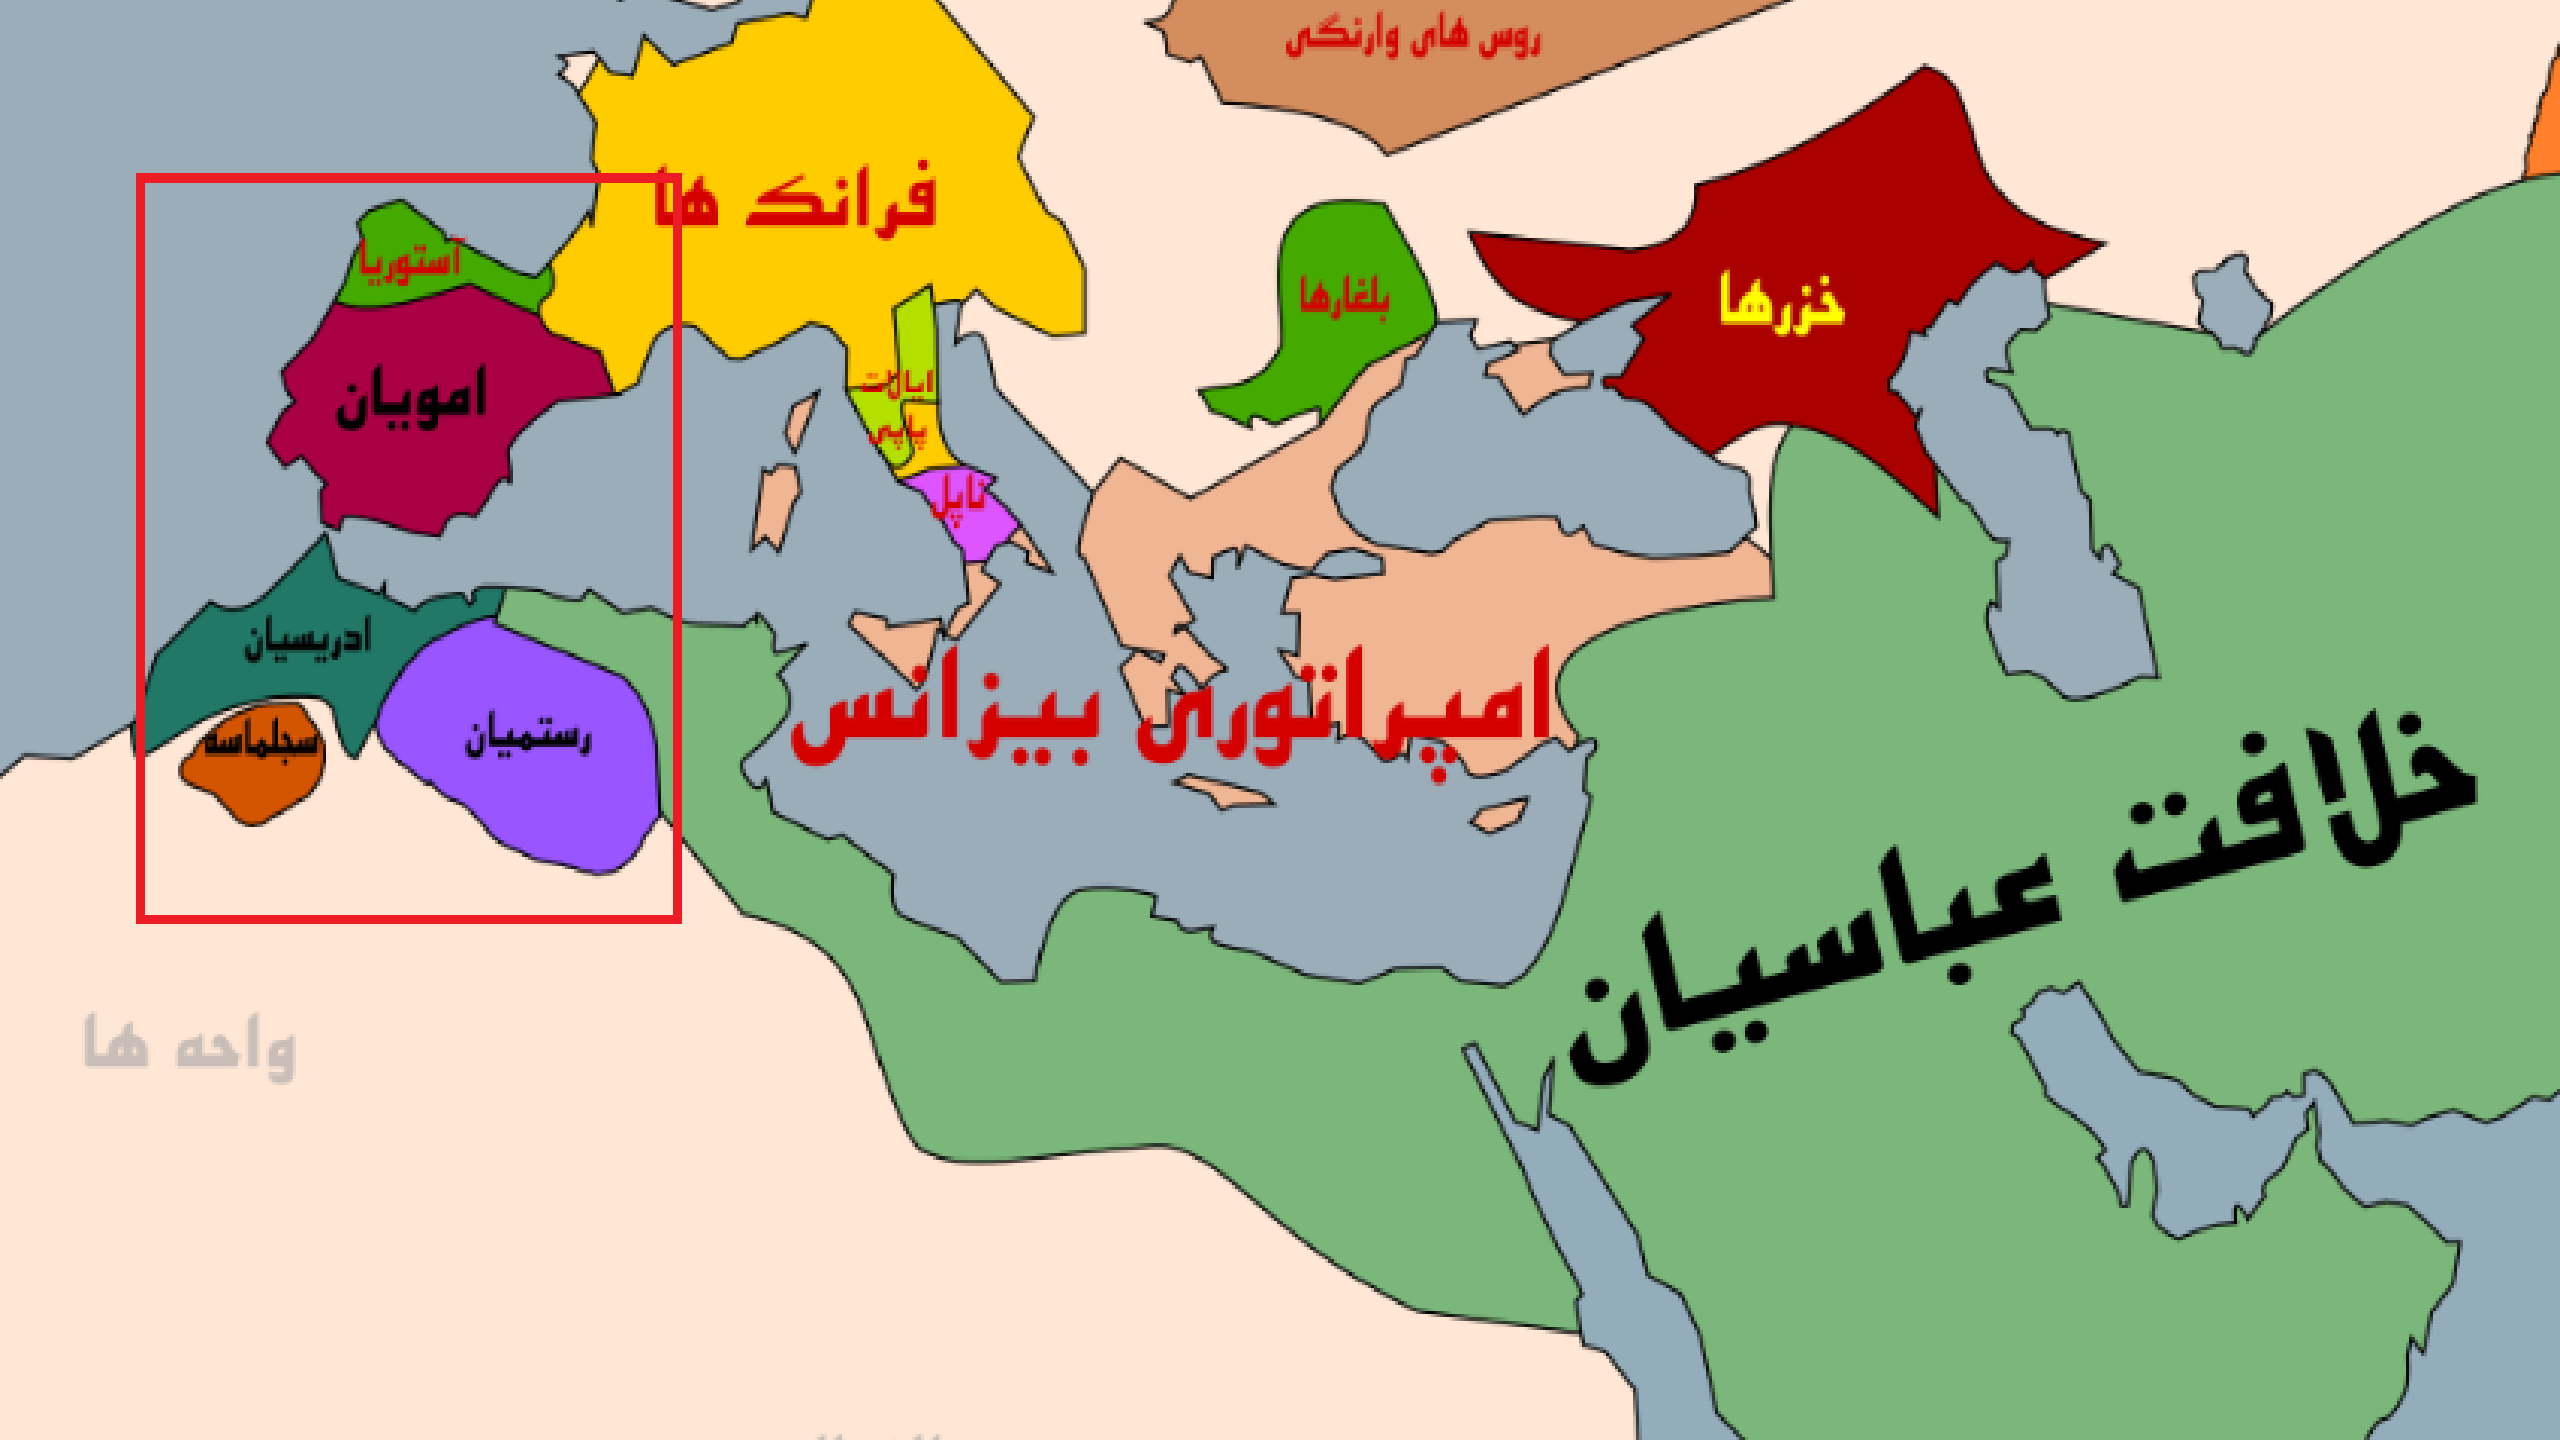 روس های وارنگی
فرانک ها
آستوریا
بلغارها
خزرها
امویان
ایالات
پاپی
ناپل
ادریسیان
رستمیان
سجلماسه
امپراتوری بیزانس
خلافت عباسیان
واحه ها